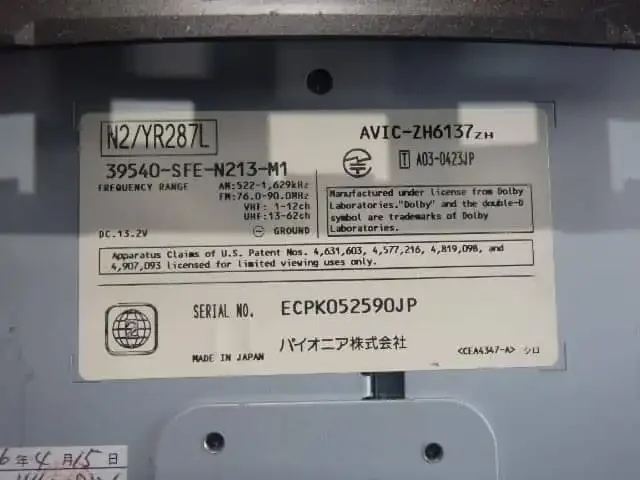 N2/YR287L
AVIC-ZH6137ZH
39540-SFE-N213-M1
T A03-0423JP
FREQUENCY RANGE AM:522-1,629kHz
FM:76.0-90.0MHz
VHF: 1-12ch
UHF:13-62ch
DC.13.2V ⊖ GROUND
Manufactured under license from Dolby
Laboratories."Dolby" and the double-D
symbol are trademarks of Dolby
Laboratories.
Apparatus Claims of U.S. Patent Nos. 4,631,603, 4,577,216, 4,819,098, and
4,907,093 licensed for limited viewing uses only.
SERIAL NO. ECPK052590JP
MADE IN JAPAN パイオニア株式会社 <CEA4347-A> シロ
6年4月15日